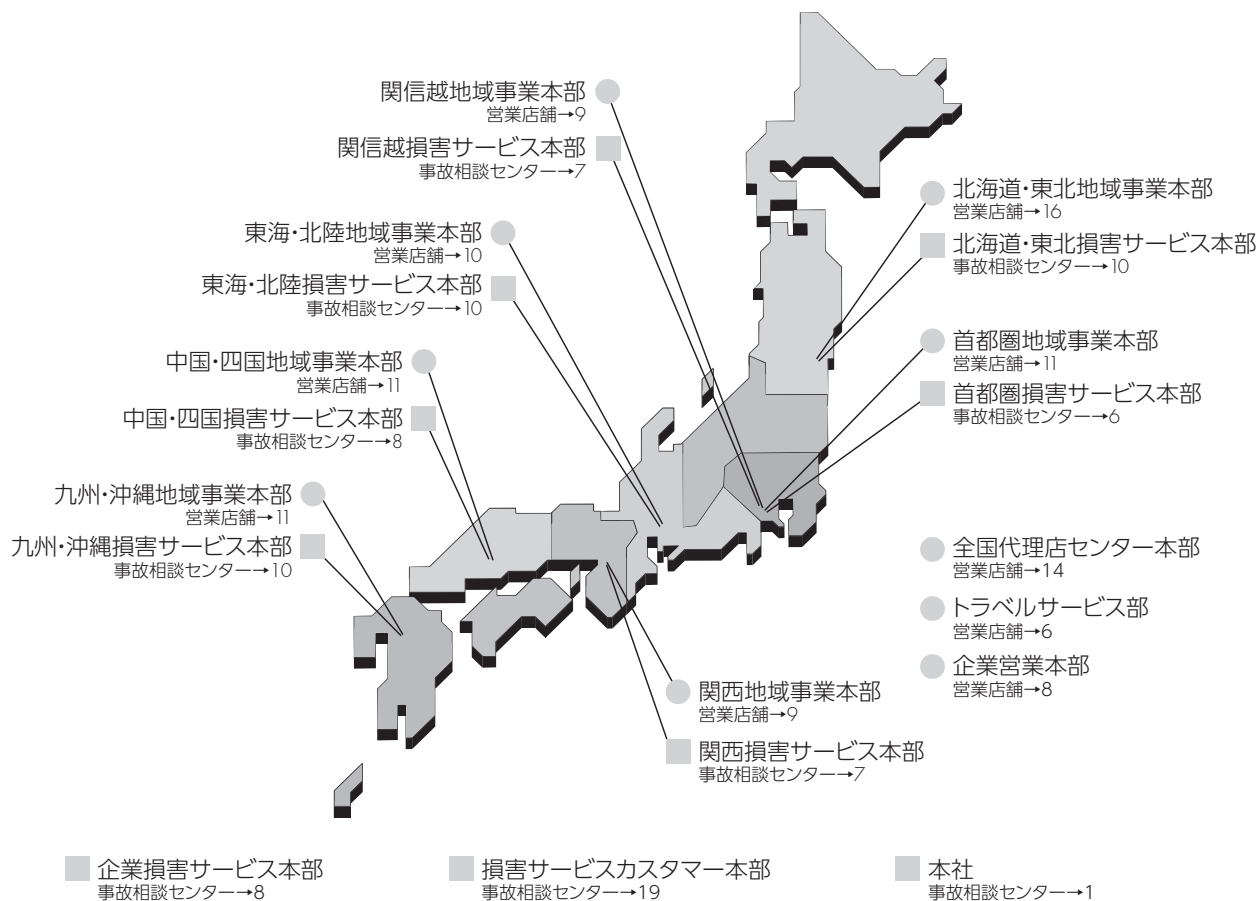 関信越地域事業本部
営業店舗→9
関信越損害サービス本部
事故相談センター→7
東海・北陸地域事業本部
営業店舗→10
東海・北陸損害サービス本部
事故相談センター→10
中国・四国地域事業本部
営業店舗→11
中国・四国損害サービス本部
事故相談センター→8
九州・沖縄地域事業本部
営業店舗→11
九州・沖縄損害サービス本部
事故相談センター→10
北海道・東北地域事業本部
営業店舗→16
北海道・東北損害サービス本部
事故相談センター→10
首都圏地域事業本部
営業店舗→11
首都圏損害サービス本部
事故相談センター→6
全国代理店センター本部
営業店舗→14
トラベルサービス部
営業店舗→6
企業営業本部
営業店舗→8
関西地域事業本部
営業店舗→9
関西損害サービス本部
事故相談センター→7
企業損害サービス本部
事故相談センター→8
損害サービスカスタマー本部
事故相談センター→19
本社
事故相談センター→1